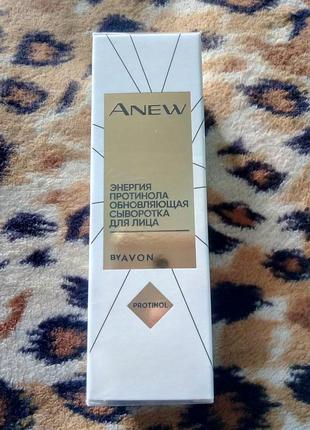 ANEW
ЭНЕРГИЯ
ПРОТИНОЛА
ОБНОВЛЯЮЩАЯ
СЫВОРОТКА
ДЛЯ ЛИЦА
BY AVON
PROTINOL